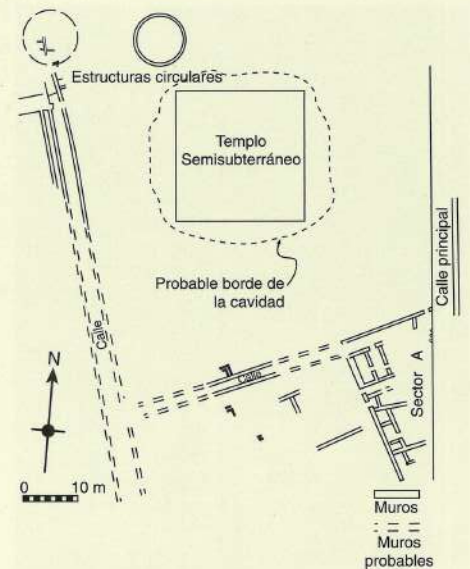 Estructuras circulares
Templo
Semisubterráneo
Probable borde de
la cavidad
Calle principal
Calle
Calle
Sector A
N
0 10 m
Muros
Muros
probables